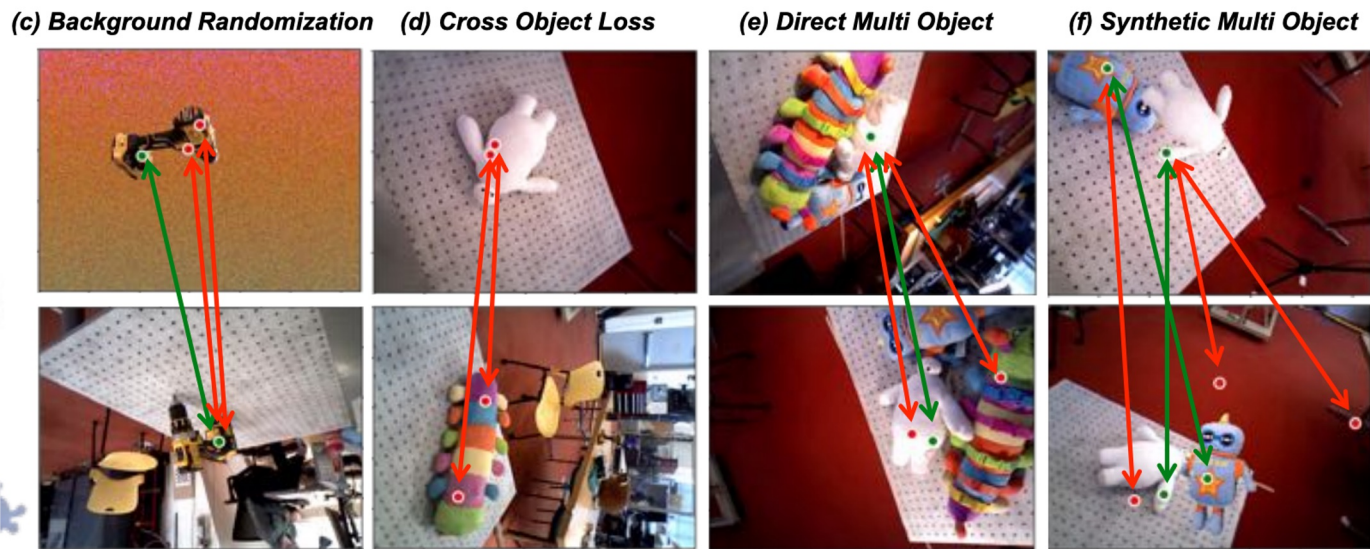 (c) Background Randomization (d) Cross Object Loss (e) Direct Multi Object (f) Synthetic Multi Object